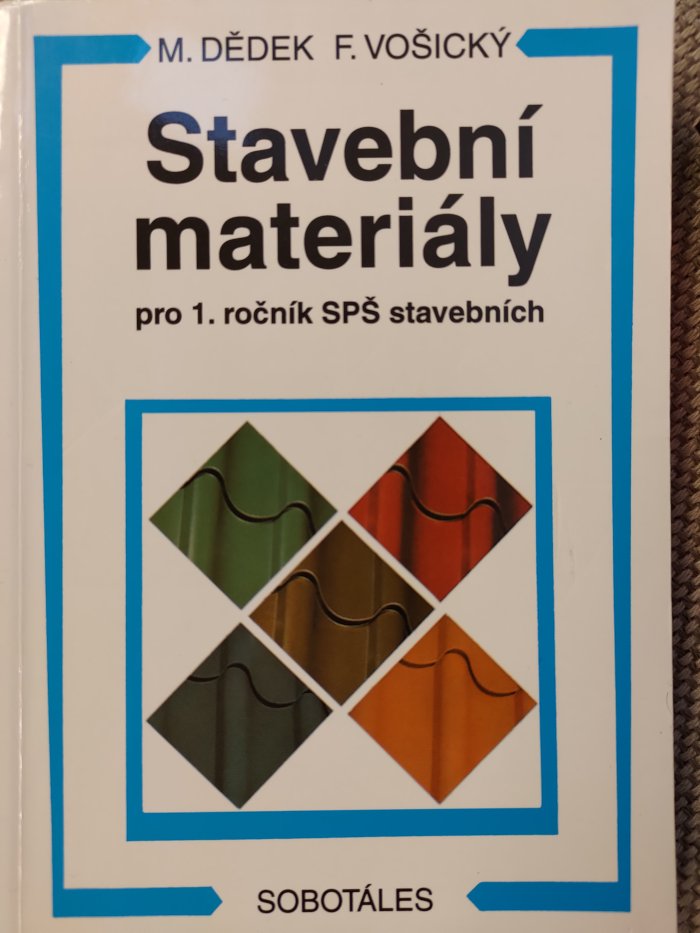 M. DĚDEK F. VOŠICKÝ
Stavební
materiály
pro 1. ročník SPŠ stavebních
SOBOTÁLES